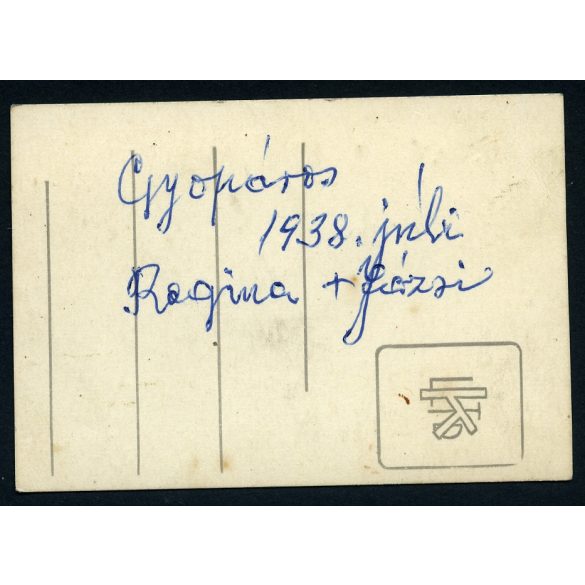 Gyopáros
1938. júli
Regina + Józsi